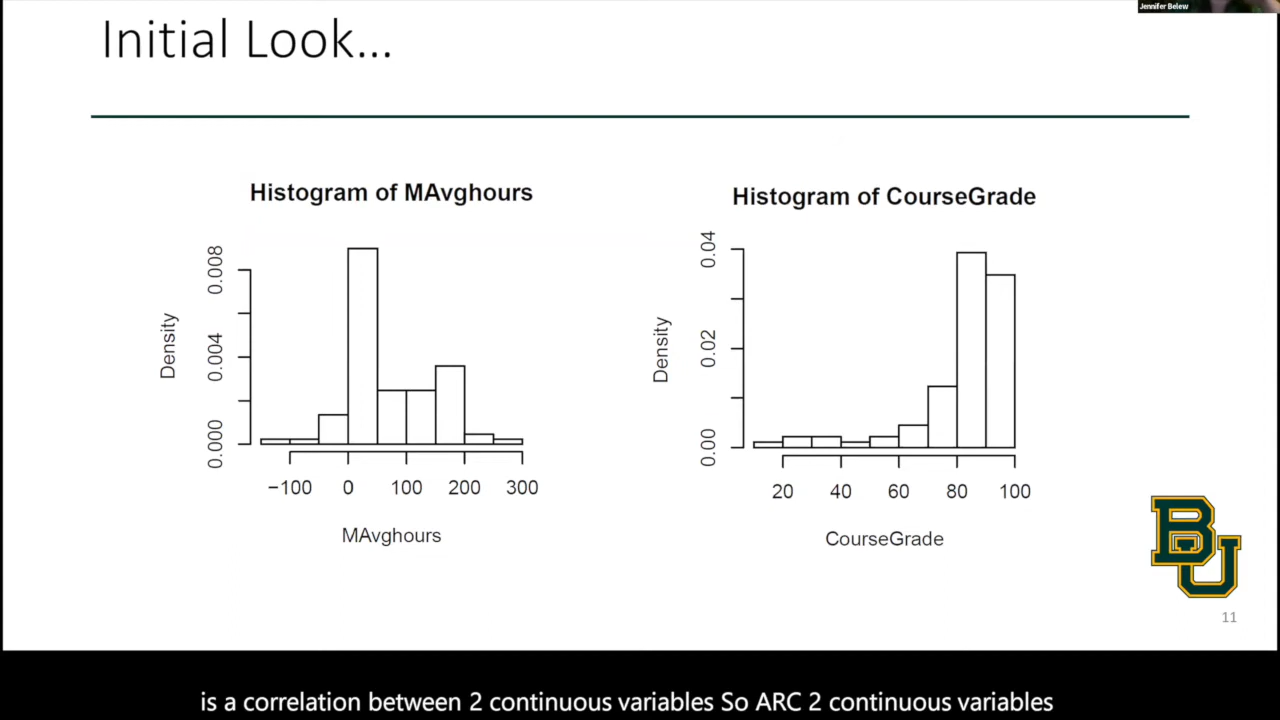 Jennifer Belew
Initial Look...
Histogram of MAvghours
0.000 0.004 0.008
Density
−100 0 100 200 300
MAvghours
Histogram of CourseGrade
0.00 0.02 0.04
Density
20 40 60 80 100
CourseGrade
BU
11
is a correlation between 2 continuous variables So ARC 2 continuous variables